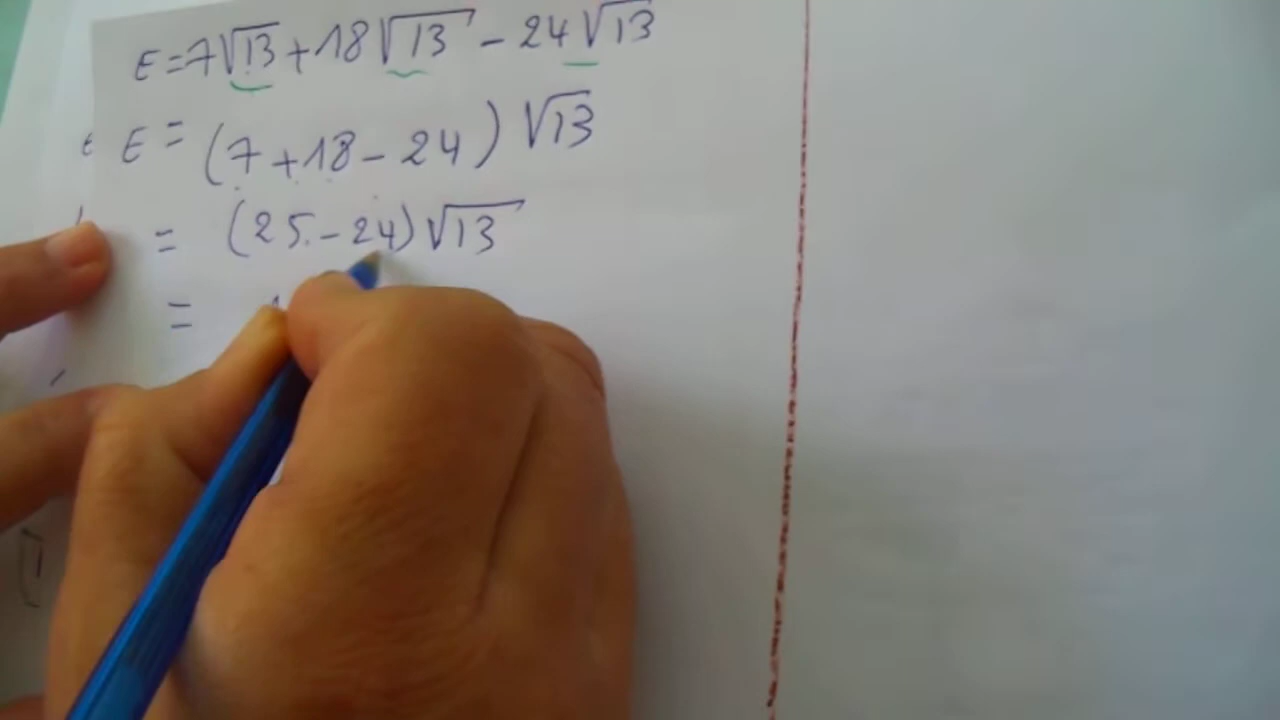 E = 7√13 + 18√13 - 24√13
E = (7 + 18 - 24) √13
= (25 - 24) √13
=